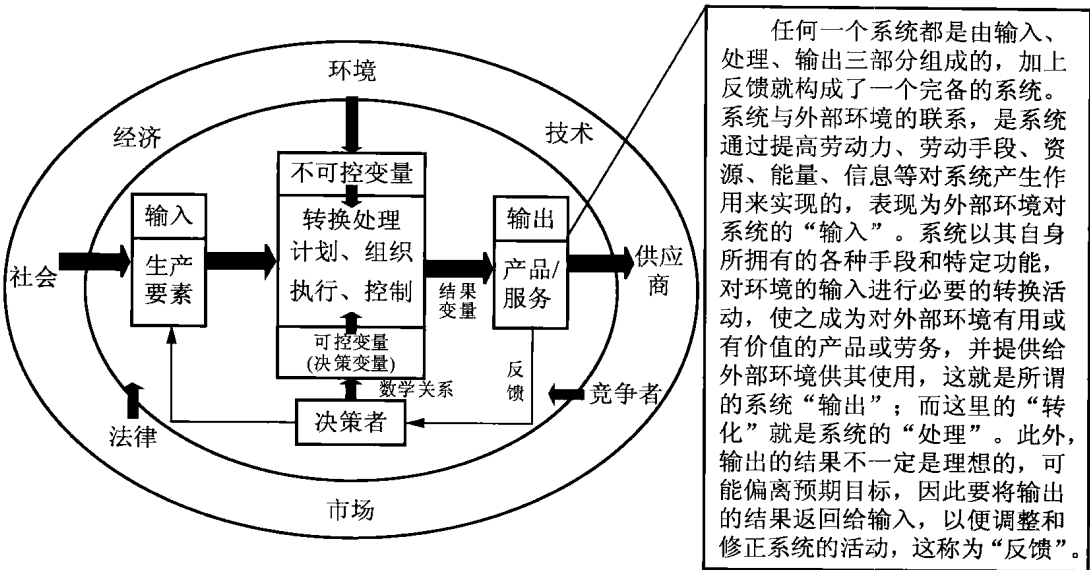 环境
经济
技术
不可控变量
输入
转换处理
输出
计划、组织
社会
生产
要素
执行、控制
产品/
服务
供应
商
结果
变量
可控变量
(决策变量)
反
馈
数学关系
竞争者
法律
决策者
市场
任何一个系统都是由输入、
处理、输出三部分组成的，加上
反馈就构成了一个完备的系统。
系统与外部环境的联系，是系统
通过提高劳动力、劳动手段、资
源、能量、信息等对系统产生作
用来实现的，表现为外部环境对
系统的“输入”。系统以其自身
所拥有的各种手段和特定功能，
对环境的输入进行必要的转换活
动，使之成为对外部环境有用或
有价值的产品或劳务，并提供给
外部环境供其使用，这就是所谓
的系统“输出”；而这里的“转
化”就是系统的“处理”。此外，
输出的结果不一定是理想的，可
能偏离预期目标，因此要将输出
的结果返回给输入，以便调整和
修正系统的活动，这称为“反馈”。